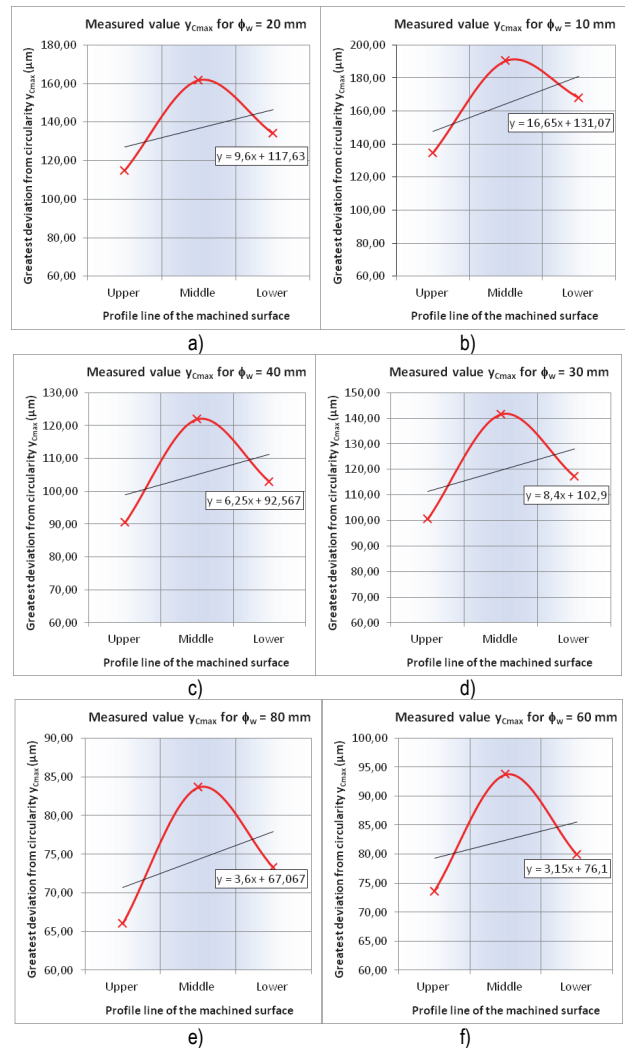 Measured value yCmax for ϕw = 20 mm
Greatest deviation from circularity yCmax (µm)
180,00
160,00
140,00
120,00
100,00
80,00
60,00
y = 9,6x + 117,63
Upper Middle Lower
Profile line of the machined surface
a)
Measured value yCmax for ϕw = 10 mm
Greatest deviation from circularity yCmax (µm)
200,00
180,00
160,00
140,00
120,00
100,00
80,00
60,00
y = 16,65x + 131,07
Upper Middle Lower
Profile line of the machined surface
b)
Measured value yCmax for ϕw = 40 mm
Greatest deviation from circularity yCmax (µm)
130,00
120,00
110,00
100,00
90,00
80,00
70,00
60,00
y = 6,25x + 92,567
Upper Middle Lower
Profile line of the machined surface
c)
Measured value yCmax for ϕw = 30 mm
Greatest deviation from circularity yCmax (µm)
150,00
140,00
130,00
120,00
110,00
100,00
90,00
80,00
70,00
60,00
y = 8,4x + 102,9
Upper Middle Lower
Profile line of the machined surface
d)
Measured value yCmax for ϕw = 80 mm
Greatest deviation from circularity yCmax (µm)
90,00
85,00
80,00
75,00
70,00
65,00
60,00
y = 3,6x + 67,067
Upper Middle Lower
Profile line of the machined surface
e)
Measured value yCmax for ϕw = 60 mm
Greatest deviation from circularity yCmax (µm)
100,00
95,00
90,00
85,00
80,00
75,00
70,00
65,00
60,00
y = 3,15x + 76,1
Upper Middle Lower
Profile line of the machined surface
f)